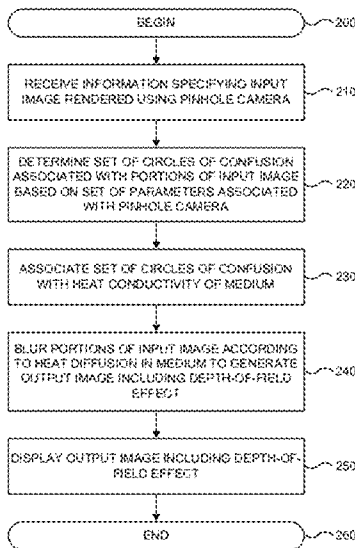 BEGIN
200
RECEIVE INFORMATION SPECIFYING INPUT
IMAGE RENDERED USING PINHOLE CAMERA
210
DETERMINE SET OF CIRCLES OF CONFUSION
ASSOCIATED WITH PORTIONS OF INPUT IMAGE
BASED ON SET OF PARAMETERS ASSOCIATED
WITH PINHOLE CAMERA
220
ASSOCIATE SET OF CIRCLES OF CONFUSION
WITH HEAT CONDUCTIVITY OF MEDIUM
230
BLUR PORTIONS OF INPUT IMAGE ACCORDING
TO HEAT DIFFUSION IN MEDIUM TO GENERATE
OUTPUT IMAGE INCLUDING DEPTH-OF-FIELD
EFFECT
240
DISPLAY OUTPUT IMAGE INCLUDING DEPTH-OF-
FIELD EFFECT
250
END
260